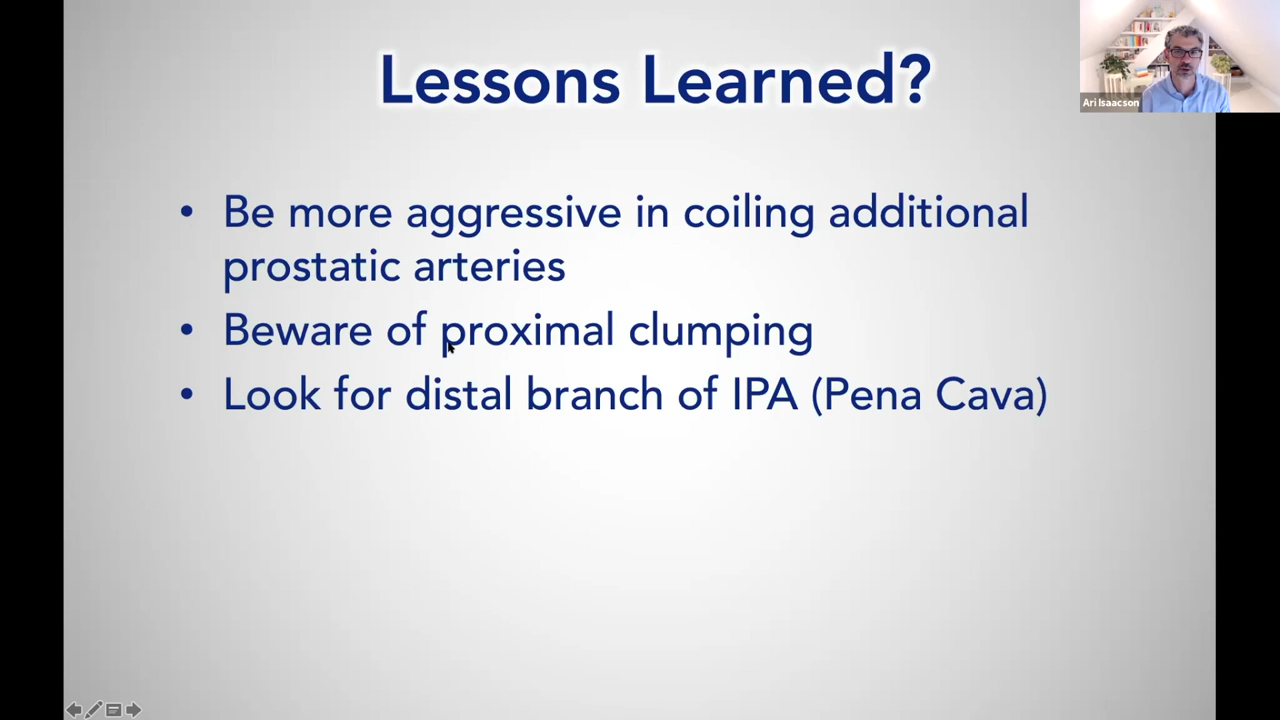 Lessons Learned?
Ari Isaacson
• Be more aggressive in coiling additional
prostatic arteries
• Beware of proximal clumping
• Look for distal branch of IPA (Pena Cava)